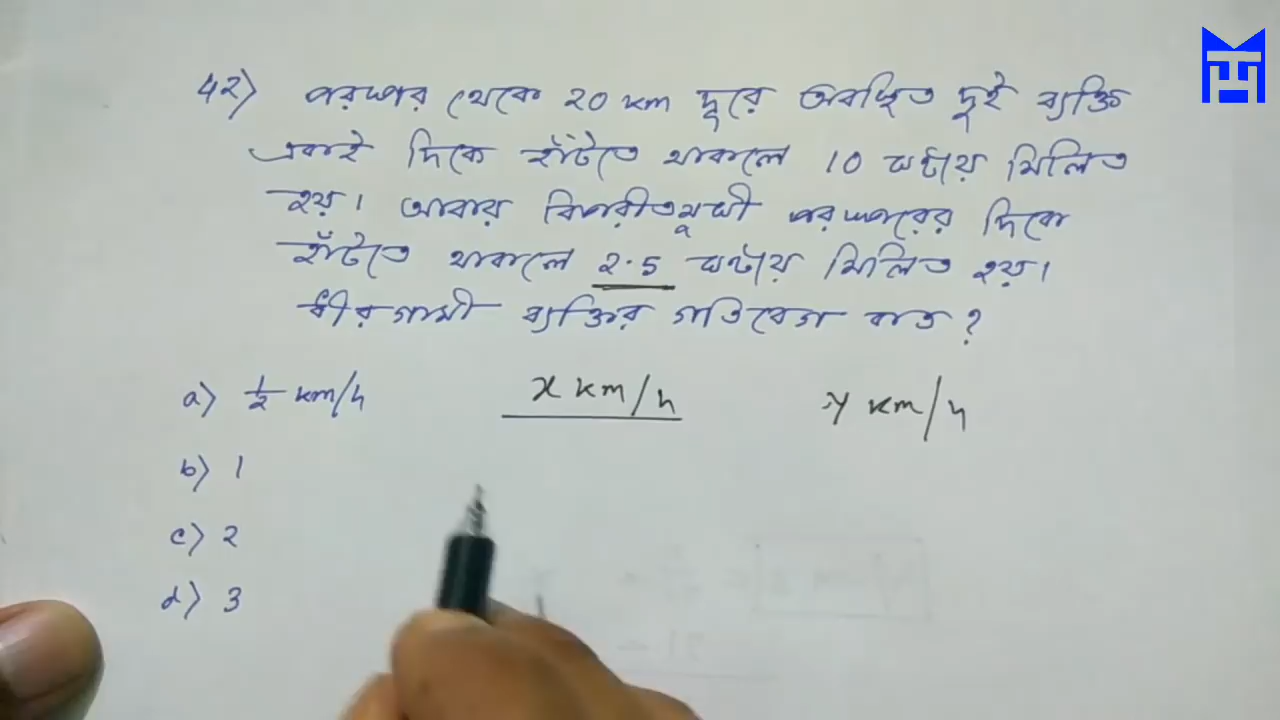 42) পরস্পর থেকে 20 km দূরে অবস্থিত দুই ব্যক্তি
একই দিকে হাঁটতে থাকলে 10 ঘণ্টায় মিলিত
হয়। আবার বিপরীতমুখী পরস্পরের দিকে
হাঁটতে থাকলে 2.5 ঘণ্টায় মিলিত হয়।
ধীরগামী ব্যক্তির গতিবেগ কত?
a) 1/2 km/h x km/h y km/h
b) 1
c) 2
d) 3